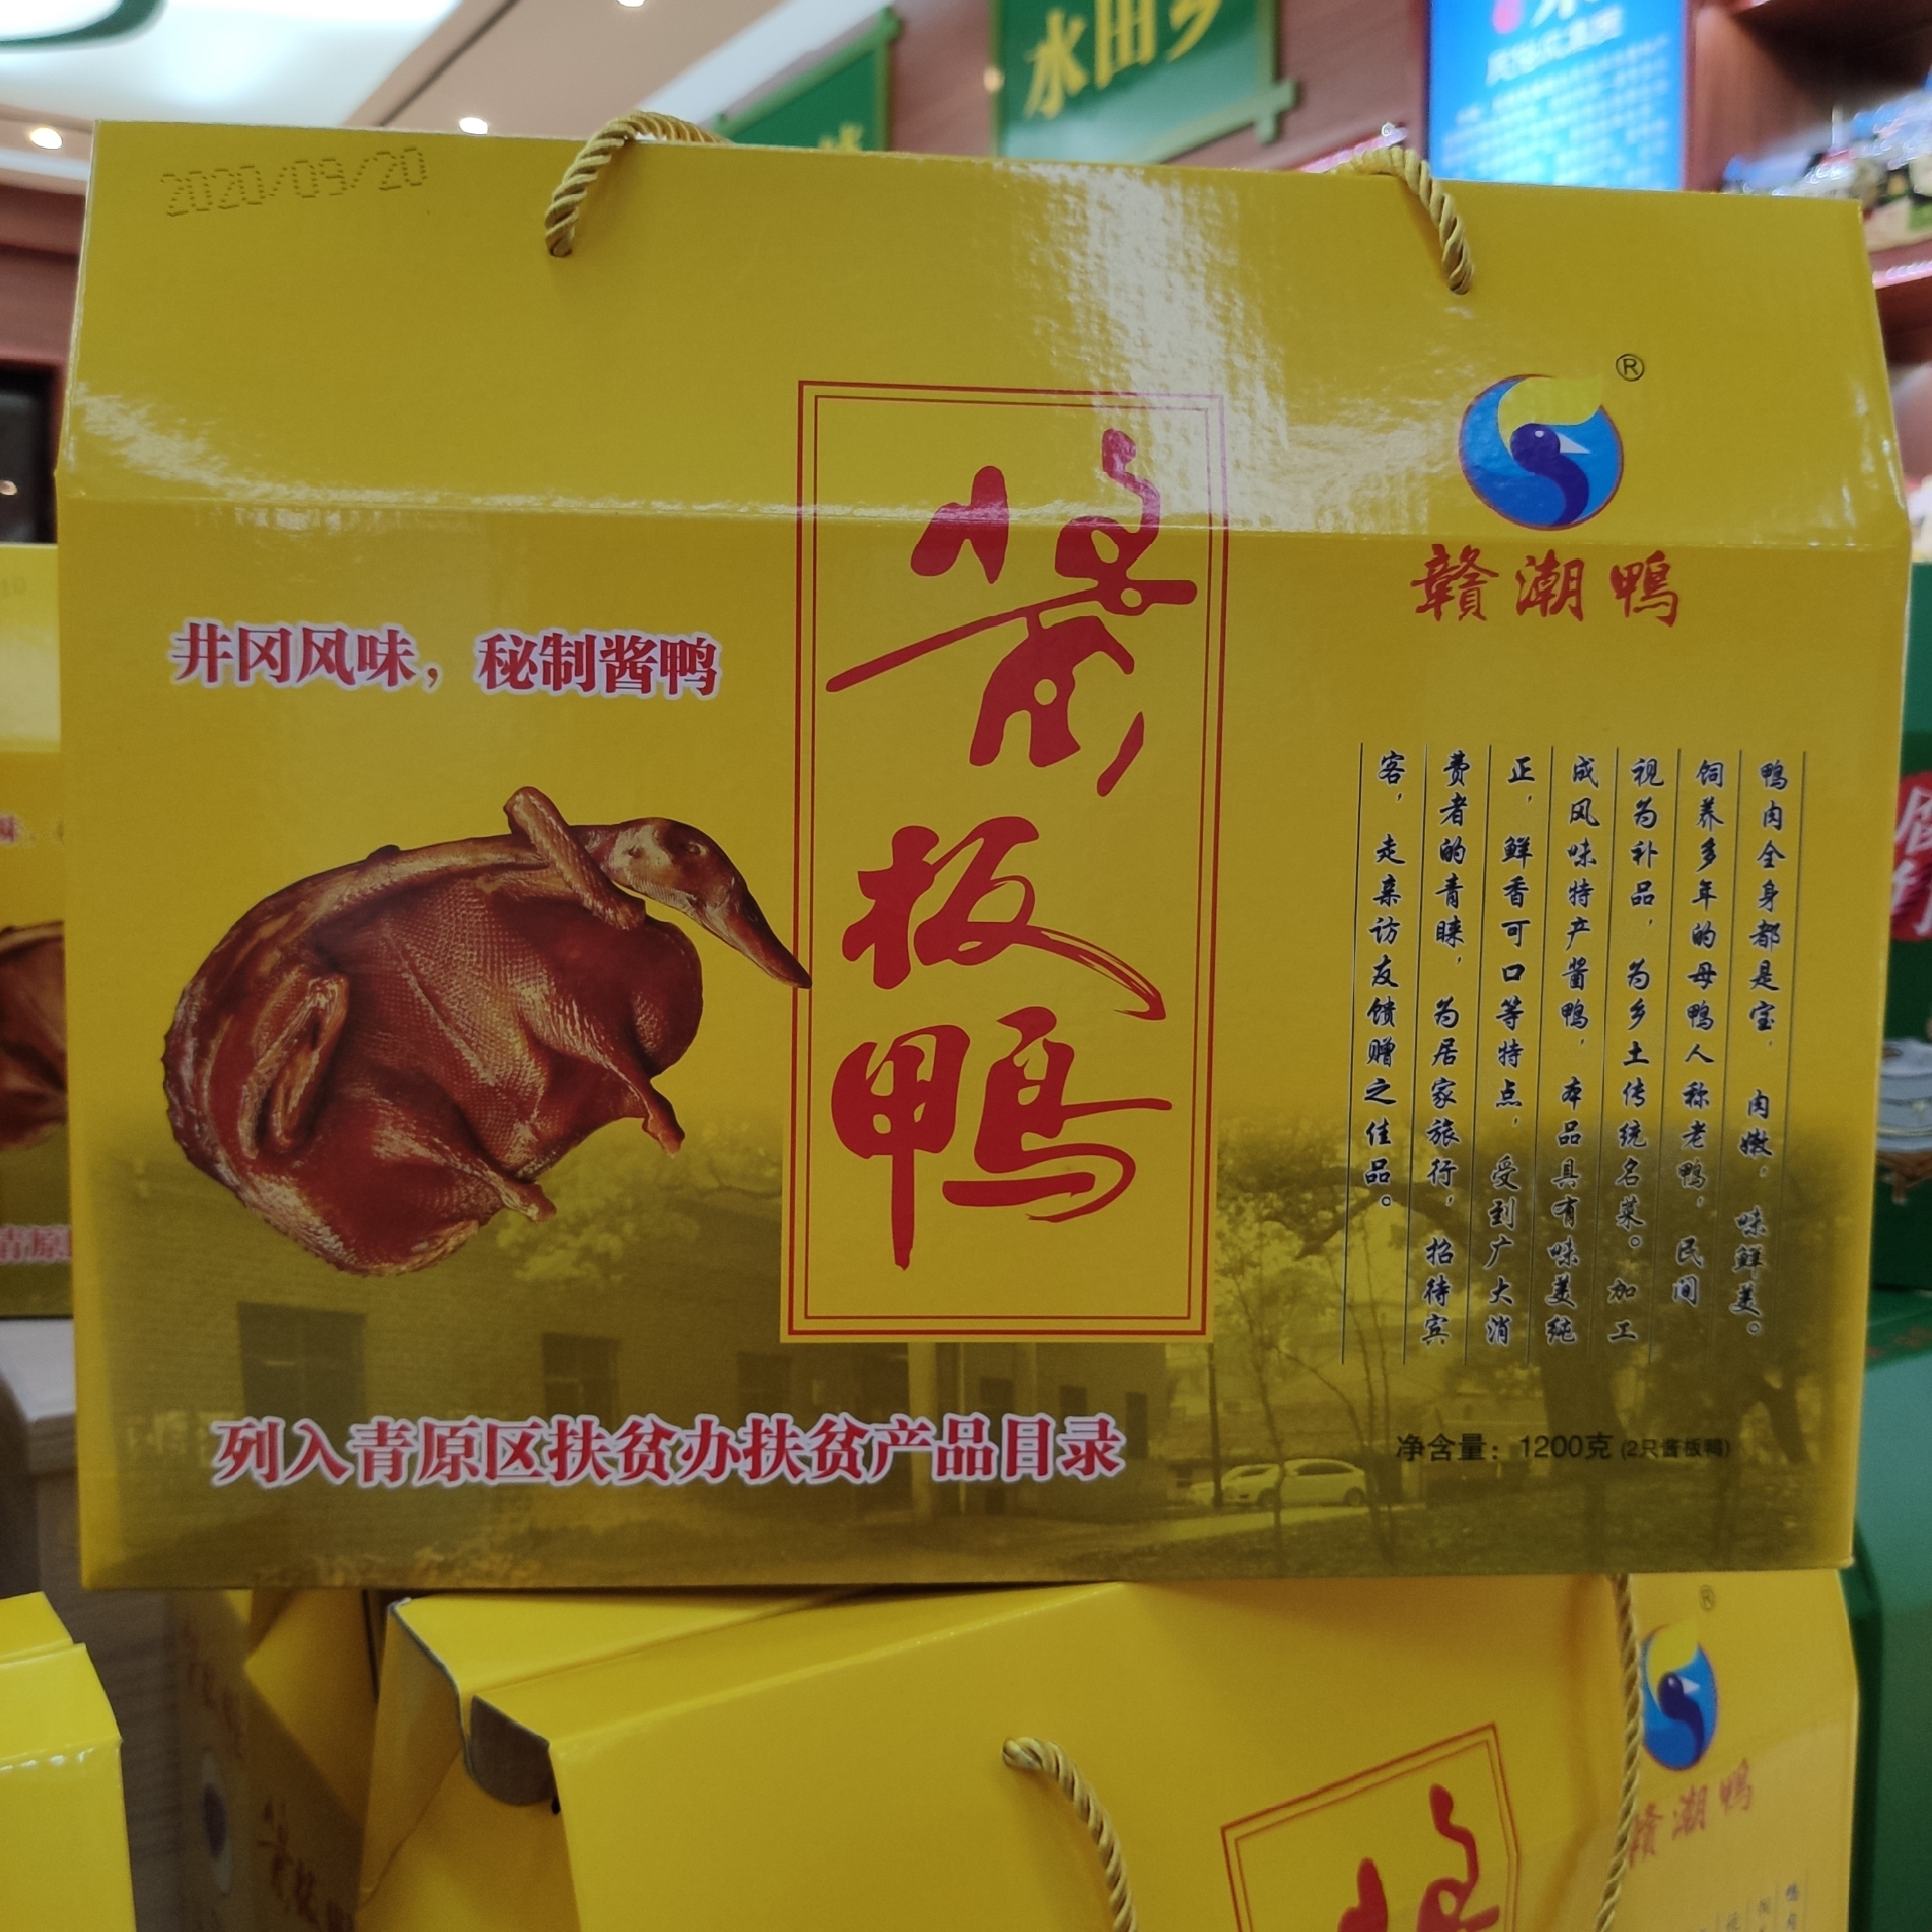 水田乡
2020/09/20
®
赣潮鸭
酱板鸭
井冈风味，秘制酱鸭
鸭肉全身都是宝，肉嫩，味鲜美。
饲养多年的母鸭人称老鸭，民间
视为补品，为乡土传统名菜。加工
成风味特产酱鸭，本品具有味美纯
正，鲜香可口等特点，受到广大消
费者的青睐，为居家旅行，招待宾
客，走亲访友馈赠之佳品。
列入青原区扶贫办扶贫产品目录
净含量：1200克(2只酱板鸭)
青原
®
赣潮鸭